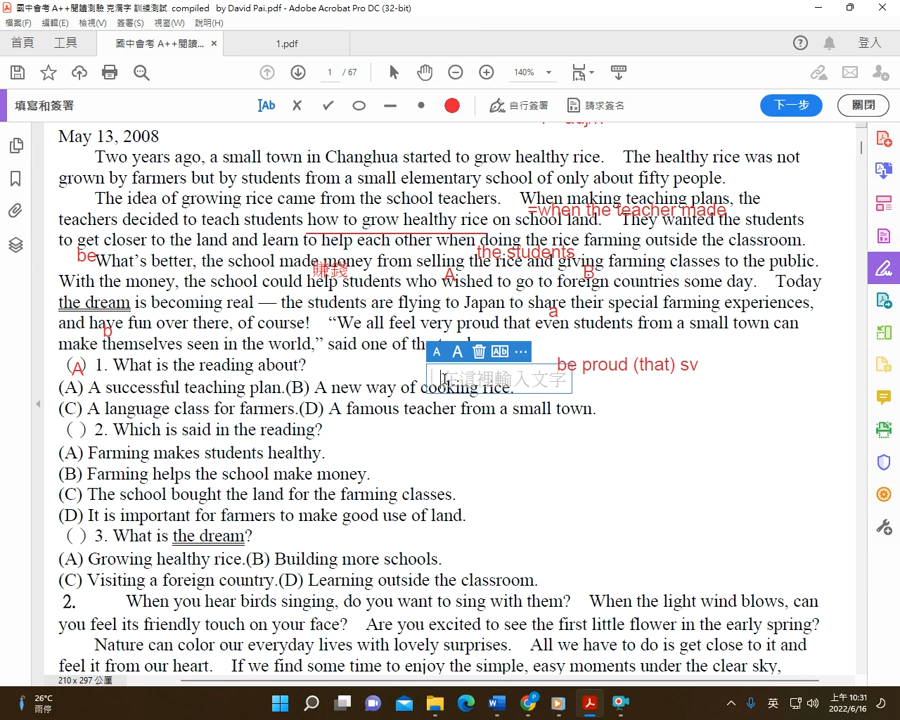 國中會考 A++閱讀測驗 克漏字 訓練測試 compiled by David Pai.pdf - Adobe Acrobat Pro DC (32-bit)
檔案(F) 編輯(E) 檢視(V) 簽署(S) 視窗(W) 說明(H)
首頁 工具 國中會考 A++閱讀... × 1.pdf 登入
1 / 67 140%
填寫和簽署 Ab 自行簽署 請求簽名 下一步 關閉
May 13, 2008
Two years ago, a small town in Changhua started to grow healthy rice. The healthy rice was not
grown by farmers but by students from a small elementary school of only about fifty people.
The idea of growing rice came from the school teachers. When making teaching plans, the
=when the teacher made
teachers decided to teach students how to grow healthy rice on school land. They wanted the students
to get closer to the land and learn to help each other when doing the rice farming outside the classroom.
be the students
What's better, the school made money from selling the rice and giving farming classes to the public.
賺錢 A B
With the money, the school could help students who wished to go to foreign countries some day. Today
the dream is becoming real — the students are flying to Japan to share their special farming experiences,
a
and have fun over there, of course! “We all feel very proud that even students from a small town can
b
make themselves seen in the world,” said one of the
A A Ab ...
( ) 1. What is the reading about?
A be proud (that) sv
在這裡輸入文字
(A) A successful teaching plan.(B) A new way of cooking rice.
(C) A language class for farmers.(D) A famous teacher from a small town.
( ) 2. Which is said in the reading?
(A) Farming makes students healthy.
(B) Farming helps the school make money.
(C) The school bought the land for the farming classes.
(D) It is important for farmers to make good use of land.
( ) 3. What is the dream?
(A) Growing healthy rice.(B) Building more schools.
(C) Visiting a foreign country.(D) Learning outside the classroom.
2. When you hear birds singing, do you want to sing with them? When the light wind blows, can
you feel its friendly touch on your face? Are you excited to see the first little flower in the early spring?
Nature can color our everyday lives with lovely surprises. All we have to do is get close to it and
feel it from our heart. If we find some time to enjoy the simple, easy moments under the clear sky,
210 x 297 公厘
26°C
雨停
英
上午 10:31
2022/6/16